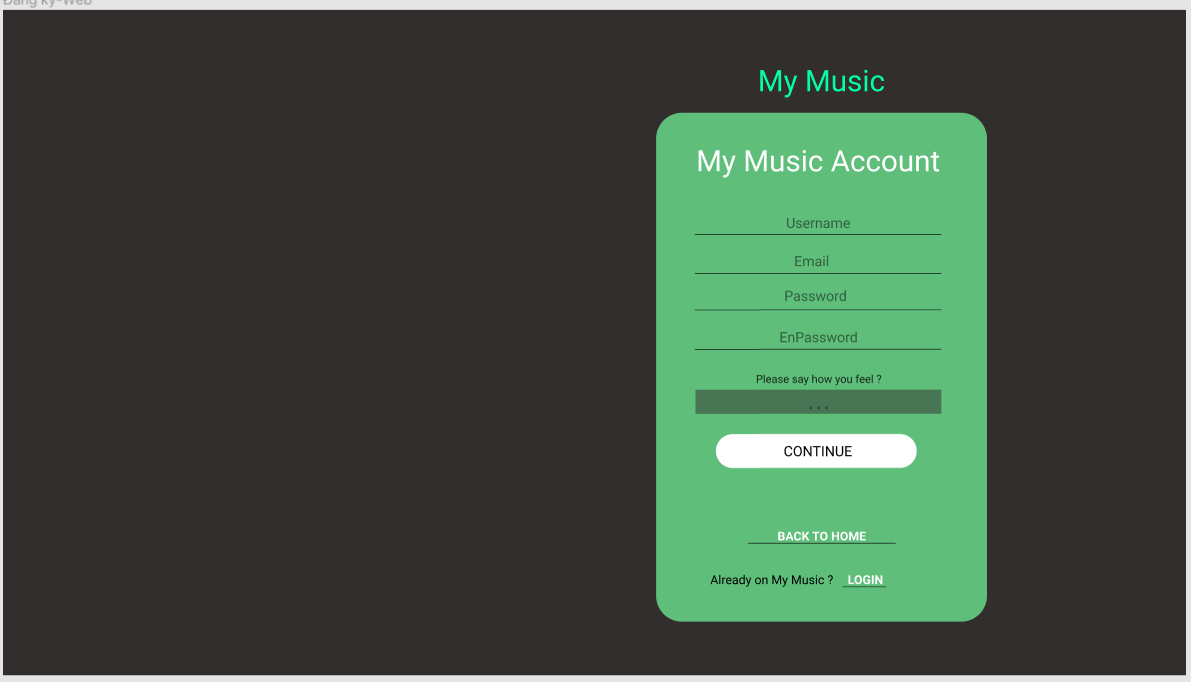 Dang ky-Web
My Music
My Music Account
Username
Email
Password
EnPassword
Please say how you feel ?
...
CONTINUE
BACK TO HOME
Already on My Music ? LOGIN